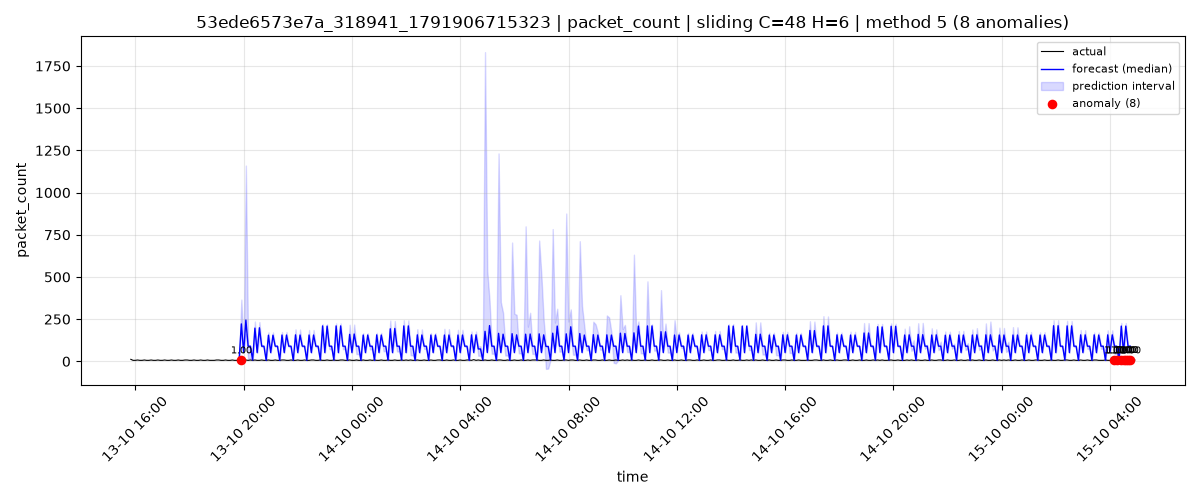 53ede6573e7a_318941_1791906715323 | packet_count | sliding C=48 H=6 | method 5 (8 anomalies)
actual
forecast (median)
prediction interval
anomaly (8)
packet_count
1750
1500
1250
1000
750
500
250
0
13-10 16:00
13-10 20:00
14-10 00:00
14-10 04:00
14-10 08:00
14-10 12:00
14-10 16:00
14-10 20:00
15-10 00:00
15-10 04:00
time